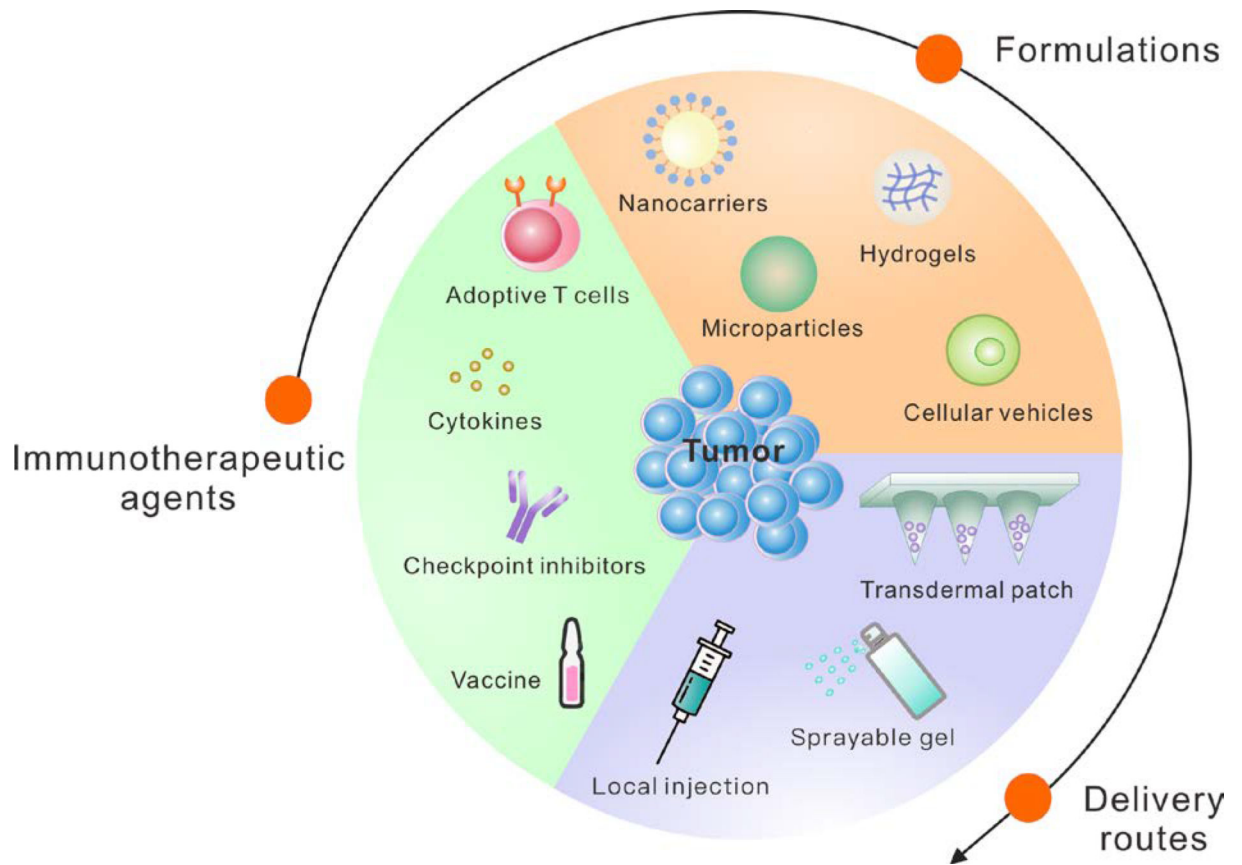 Formulations
Nanocarriers
Hydrogels
Adoptive T cells
Microparticles
Cytokines
Cellular vehicles
Tumor
Immunotherapeutic
agents
Checkpoint inhibitors
Transdermal patch
Vaccine
Sprayable gel
Local injection
Delivery
routes